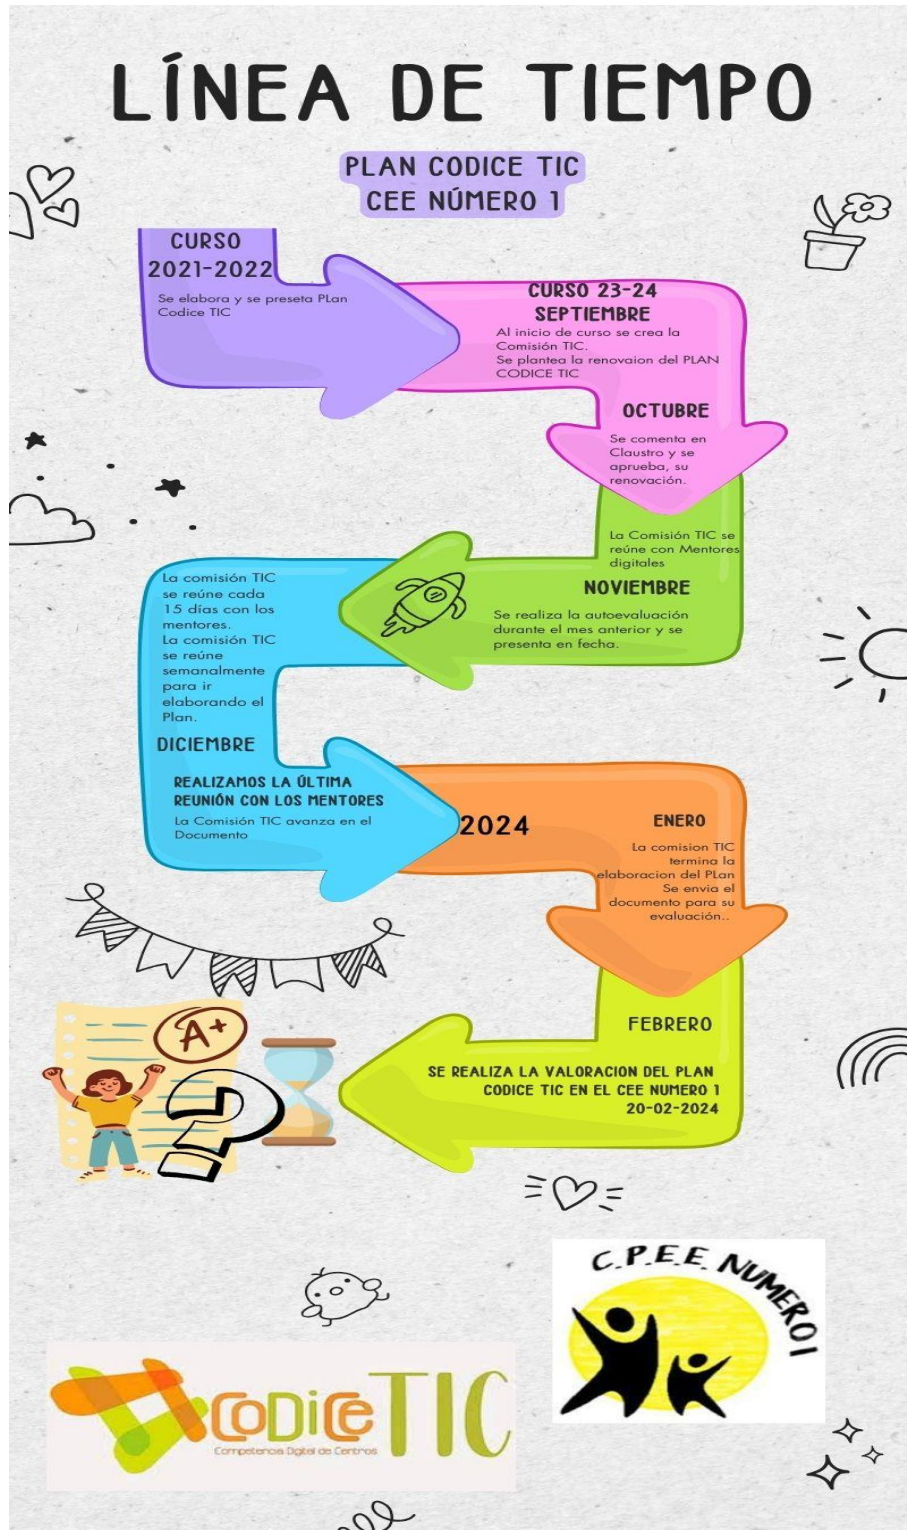 LÍNEA DE TIEMPO
PLAN CODICE TIC
CEE NÚMERO 1
CURSO
2021-2022
Se elabora y se preseta PLan
Codice TIC
CURSO 23-24
SEPTIEMBRE
Al inicio de curso se crea la
Comisión TIC.
Se plantea la renovaion del PLAN
CODICE TIC
OCTUBRE
Se comenta en
Claustro y se
aprueba, su
renovación.
La Comisión TIC se
reúne con Mentores
digitales
NOVIEMBRE
Se realiza la autoevaluación
durante el mes anterior y se
presenta en fecha.
La comisión TIC
se reúne cada
15 días con los
mentores.
La comisión TIC
se reúne
semanalmente
para ir
elaborando el
Plan.
DICIEMBRE
REALIZAMOS LA ÚLTIMA
REUNIÓN CON LOS MENTORES
La Comisión TIC avanza en el
Documento
2024
ENERO
La comision TIC
termina la
elaboracion del PLan
Se envia el
documento para su
evaluación..
FEBRERO
SE REALIZA LA VALORACION DEL PLAN
CODICE TIC EN EL CEE NUMERO 1
20-02-2024
A+
?
C.P.E.E. NUMERO 1
CoDiCe TIC
Competencia Digital de Centros